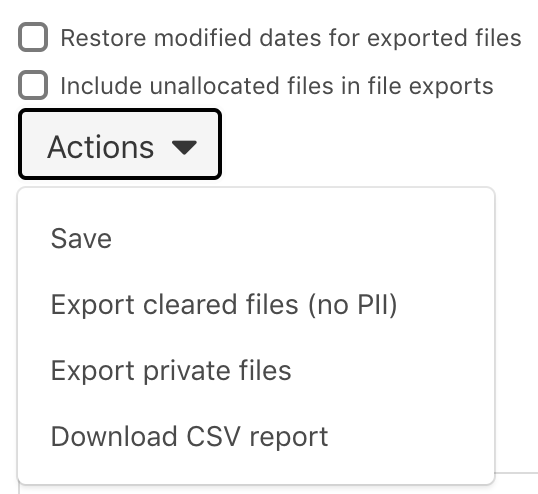 Restore modified dates for exported files
Include unallocated files in file exports
Actions
Save
Export cleared files (no PII)
Export private files
Download CSV report